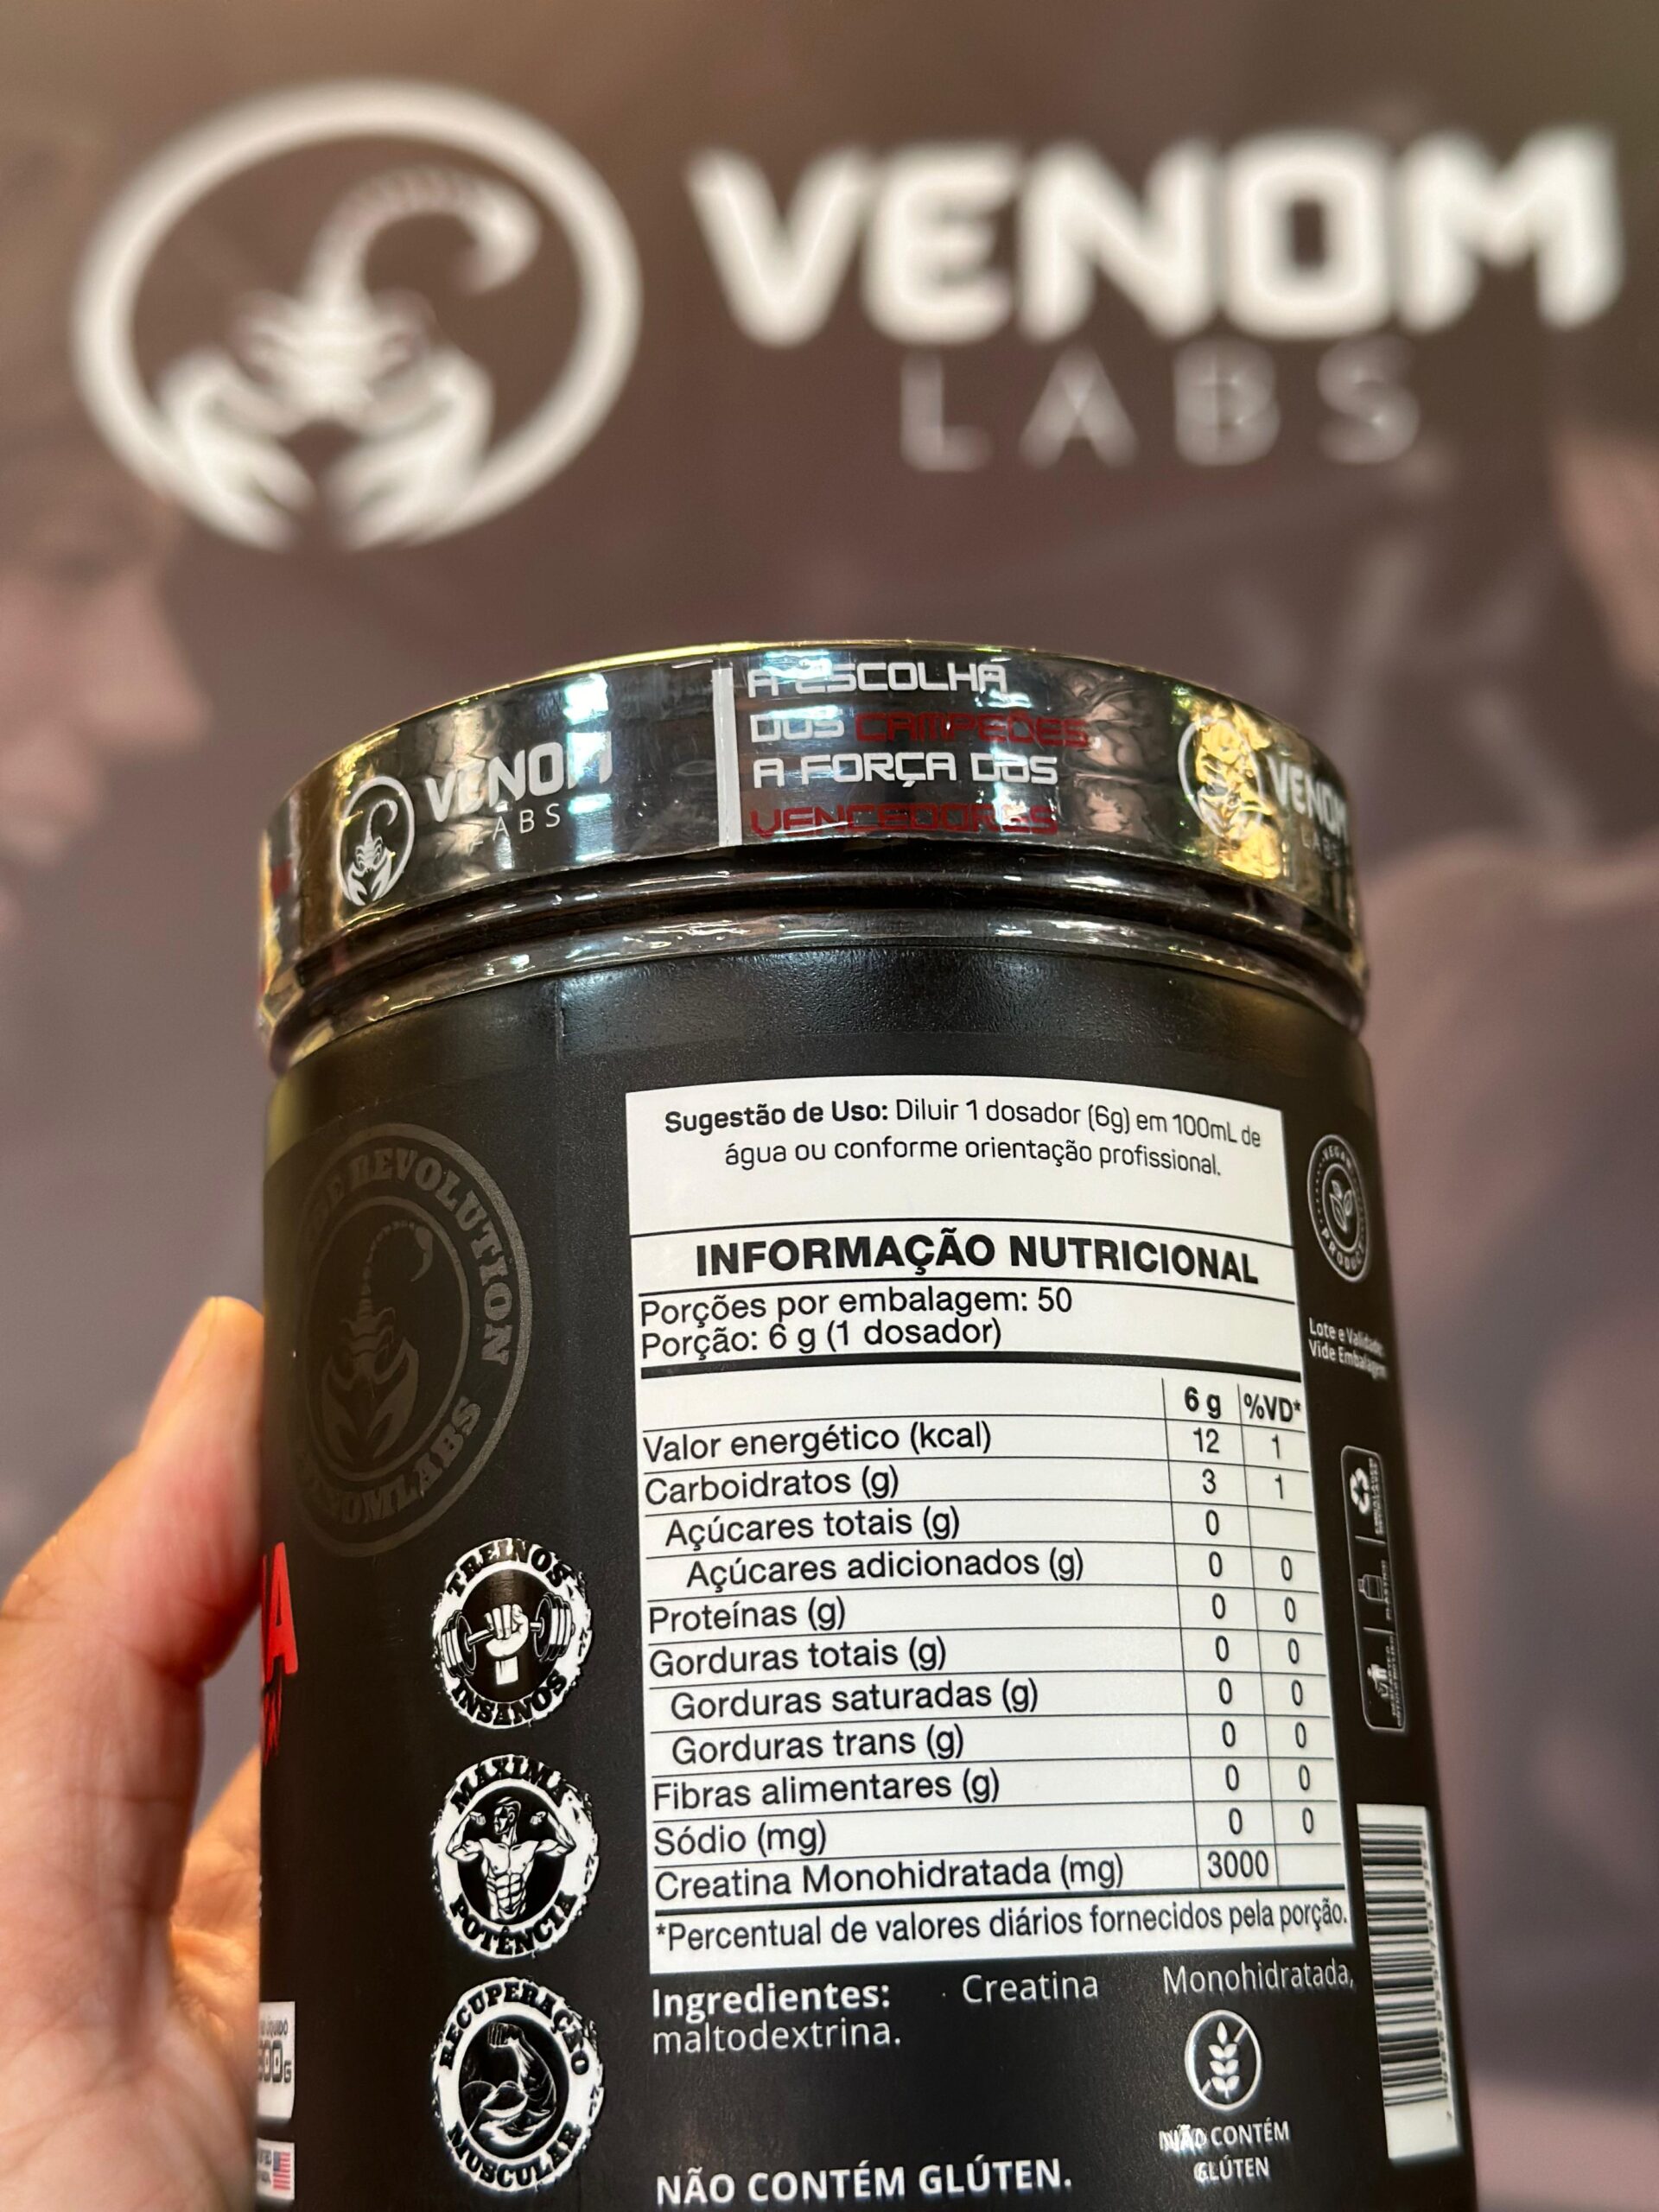 VENOM
LABS
A ESCOLHA
DOS CAMPEÕES
A FORÇA DOS
VENCEDORES
VENOM
LABS
VENOM
LABS
Sugestão de Uso: Diluir 1 dosador (6g) em 100mL de
água ou conforme orientação profissional.
INFORMAÇÃO NUTRICIONAL
Porções por embalagem: 50
Porção: 6 g (1 dosador)
6 g %VD*
Valor energético (kcal) 12 1
Carboidratos (g) 3 1
Açúcares totais (g) 0
Açúcares adicionados (g) 0 0
Proteínas (g) 0 0
Gorduras totais (g) 0 0
Gorduras saturadas (g) 0 0
Gorduras trans (g) 0 0
Fibras alimentares (g) 0 0
Sódio (mg) 0 0
Creatina Monohidratada (mg) 3000
*Percentual de valores diários fornecidos pela porção.
Ingredientes: Creatina Monohidratada,
maltodextrina.
NÃO CONTÉM GLÚTEN.
NÃO CONTÉM
GLÚTEN
REVOLUTION
VENOMLABS
TREINOS
INSANOS
MAXIMA
POTÊNCIA
RECUPERAÇÃO
MUSCULAR
VEGAN
PRODUCT
Lote e Validade:
Vide Embalagem